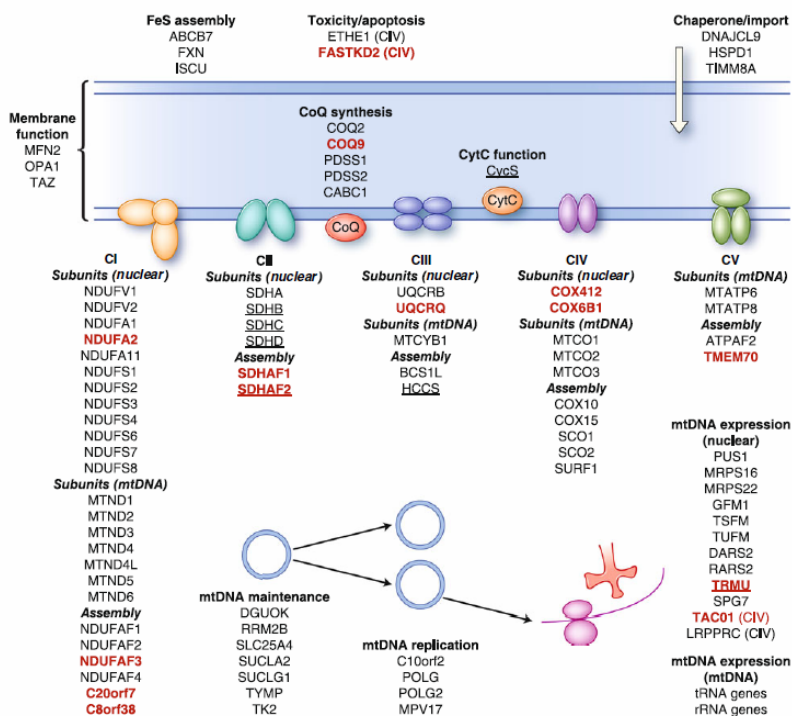 FeS assembly
ABCB7
FXN
ISCU
Toxicity/apoptosis
ETHE1 (CIV)
FASTKD2 (CIV)
Chaperone/import
DNAJCL9
HSPD1
TIMM8A
Membrane
function
MFN2
OPA1
TAZ
CoQ synthesis
COQ2
COQ9
PDSS1
PDSS2
CABC1
CytC function
CycS
CytC
CoQ
CI
Subunits (nuclear)
NDUFV1
NDUFV2
NDUFA1
NDUFA2
NDUFA11
NDUFS1
NDUFS2
NDUFS3
NDUFS4
NDUFS6
NDUFS7
NDUFS8
Subunits (mtDNA)
MTND1
MTND2
MTND3
MTND4
MTND4L
MTND5
MTND6
Assembly
NDUFAF1
NDUFAF2
NDUFAF3
NDUFAF4
C20orf7
C8orf38
CII
Subunits (nuclear)
SDHA
SDHB
SDHC
SDHD
Assembly
SDHAF1
SDHAF2
CIII
Subunits (nuclear)
UQCRB
UQCRQ
Subunits (mtDNA)
MTCYB1
Assembly
BCS1L
HCCS
CIV
Subunits (nuclear)
COX412
COX6B1
Subunits (mtDNA)
MTCO1
MTCO2
MTCO3
Assembly
COX10
COX15
SCO1
SCO2
SURF1
CV
Subunits (mtDNA)
MTATP6
MTATP8
Assembly
ATPAF2
TMEM70
mtDNA expression
(nuclear)
PUS1
MRPS16
MRPS22
GFM1
TSFM
TUFM
DARS2
RARS2
TRMU
SPG7
TAC01 (CIV)
LRPPRC (CIV)
mtDNA expression
(mtDNA)
tRNA genes
rRNA genes
mtDNA maintenance
DGUOK
RRM2B
SLC25A4
SUCLA2
SUCLG1
TYMP
TK2
mtDNA replication
C10orf2
POLG
POLG2
MPV17